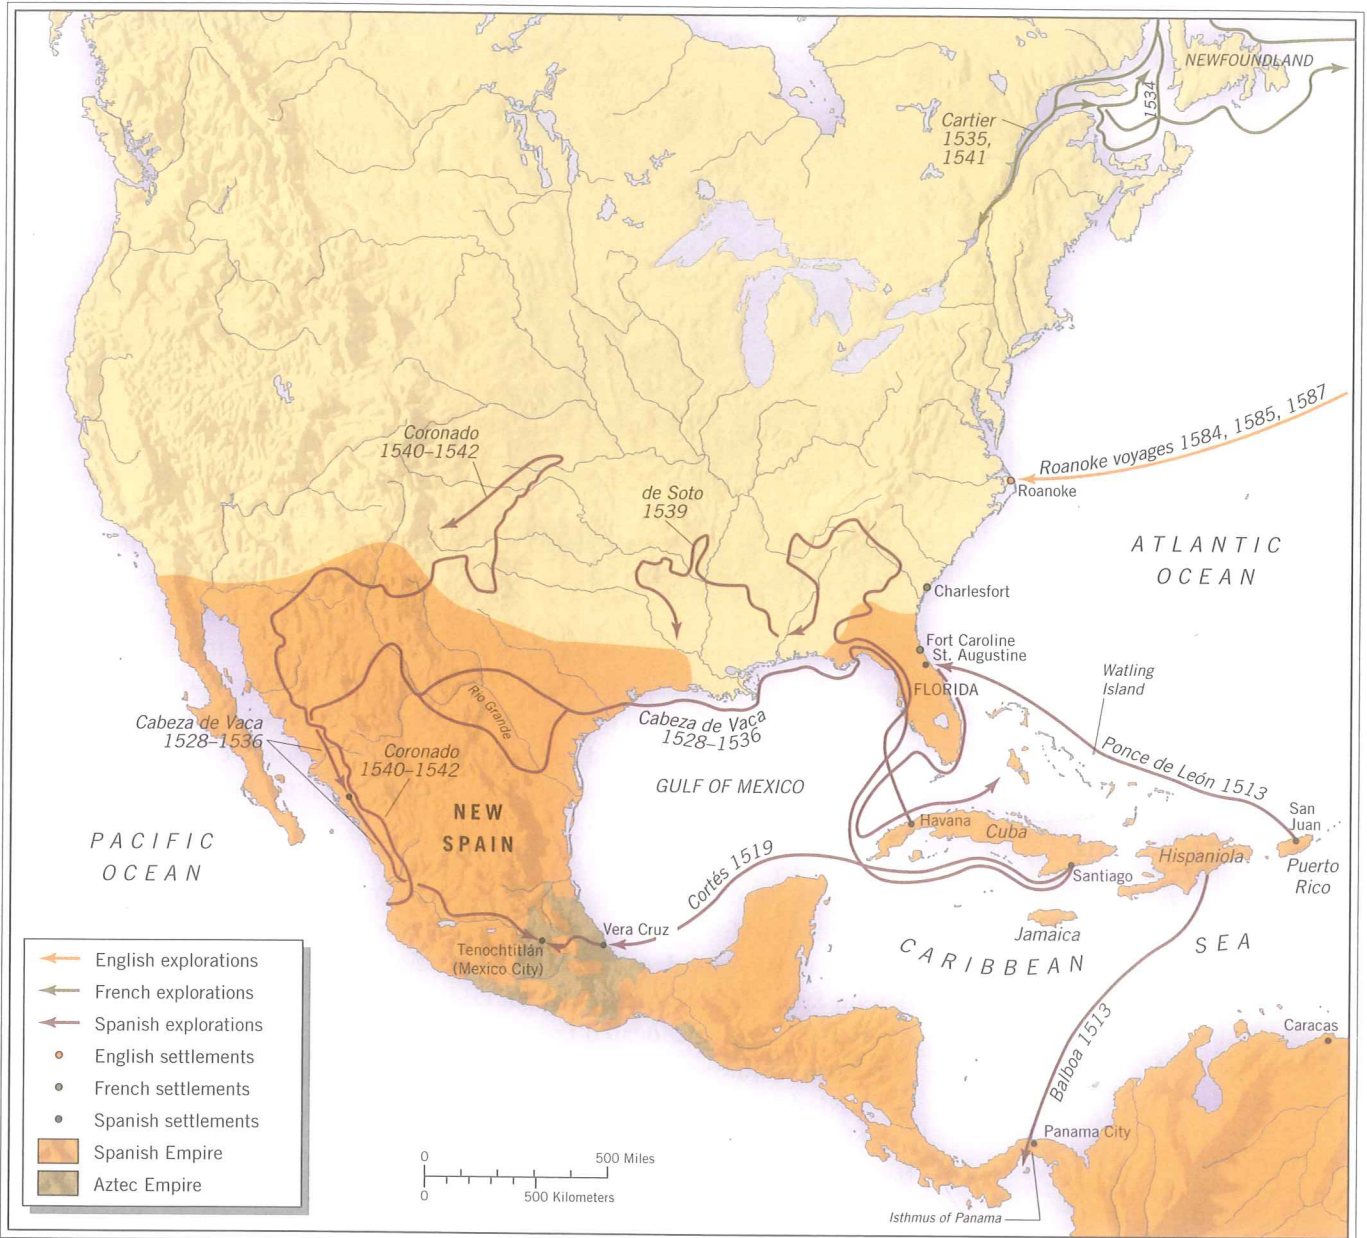 NEWFOUNDLAND
1534
Cartier
1535,
1541
Coronado
1540–1542
de Soto
1539
Roanoke voyages 1584, 1585, 1587
Roanoke
ATLANTIC
OCEAN
Charlesfort
Fort Caroline
St. Augustine
FLORIDA
Watling
Island
Ponce de León 1513
San
Juan
Puerto
Rico
Rio Grande
Cabeza de Vaca
1528–1536
Cabeza de Vaca
1528–1536
Coronado
1540–1542
GULF OF MEXICO
NEW
SPAIN
PACIFIC
OCEAN
Havana
Cuba
Hispaniola
Santiago
Jamaica
Cortés 1519
Vera Cruz
Tenochtitlán
(Mexico City)
CARIBBEAN
SEA
Caracas
Balboa 1513
Panama City
Isthmus of Panama
English explorations
French explorations
Spanish explorations
English settlements
French settlements
Spanish settlements
Spanish Empire
Aztec Empire
0 500 Miles
0 500 Kilometers